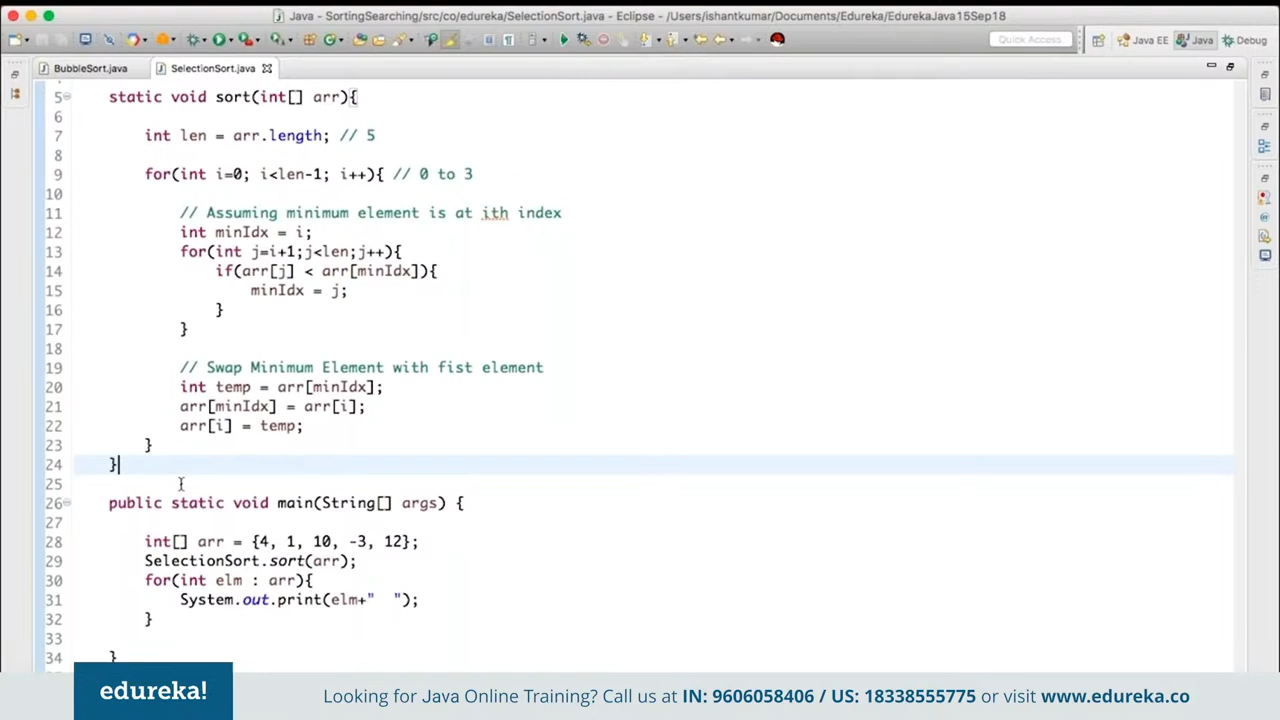 Java - SortingSearching/src/co/edureka/SelectionSort.java - Eclipse - /Users/ishantkumar/Documents/Edureka/EdurekaJava15Sep18
Quick Access
Java EE
Java
Debug
BubbleSort.java
SelectionSort.java
5 static void sort(int[] arr){
6
7 int len = arr.length; // 5
8
9 for(int i=0; i<len-1; i++){ // 0 to 3
10
11 // Assuming minimum element is at ith index
12 int minIdx = i;
13 for(int j=i+1;j<len;j++){
14 if(arr[j] < arr[minIdx]){
15 minIdx = j;
16 }
17 }
18
19 // Swap Minimum Element with fist element
20 int temp = arr[minIdx];
21 arr[minIdx] = arr[i];
22 arr[i] = temp;
23 }
24 }
25
26 public static void main(String[] args) {
27
28 int[] arr = {4, 1, 10, -3, 12};
29 SelectionSort.sort(arr);
30 for(int elm : arr){
31 System.out.print(elm+"  ");
32 }
33
34 }
edureka!
Looking for Java Online Training? Call us at IN: 9606058406 / US: 18338555775 or visit www.edureka.co